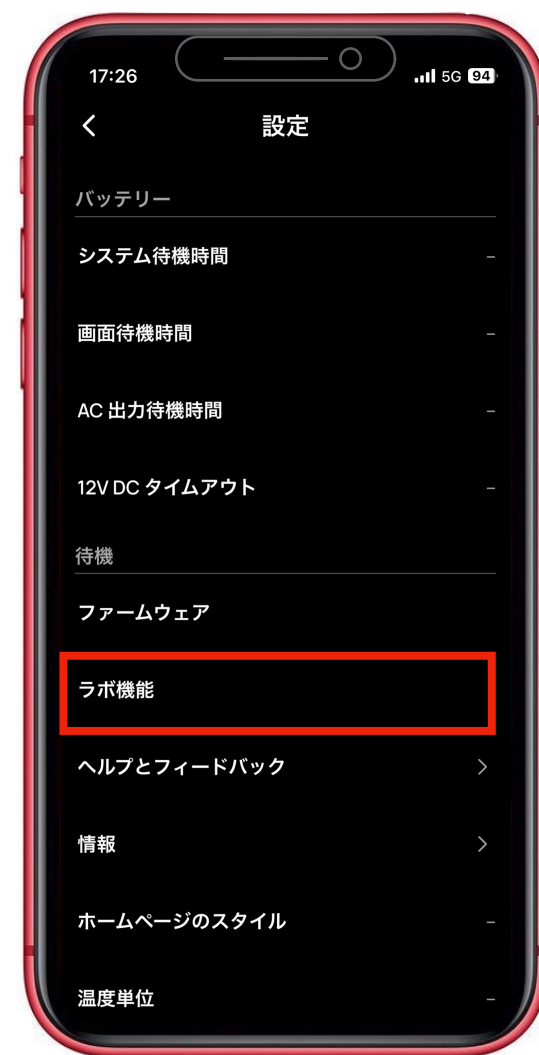 17:26 5G 94
設定
バッテリー
システム待機時間 –
画面待機時間 –
AC 出力待機時間 –
12V DC タイムアウト –
待機
ファームウェア
ラボ機能
ヘルプとフィードバック
情報
ホームページのスタイル –
温度単位 –